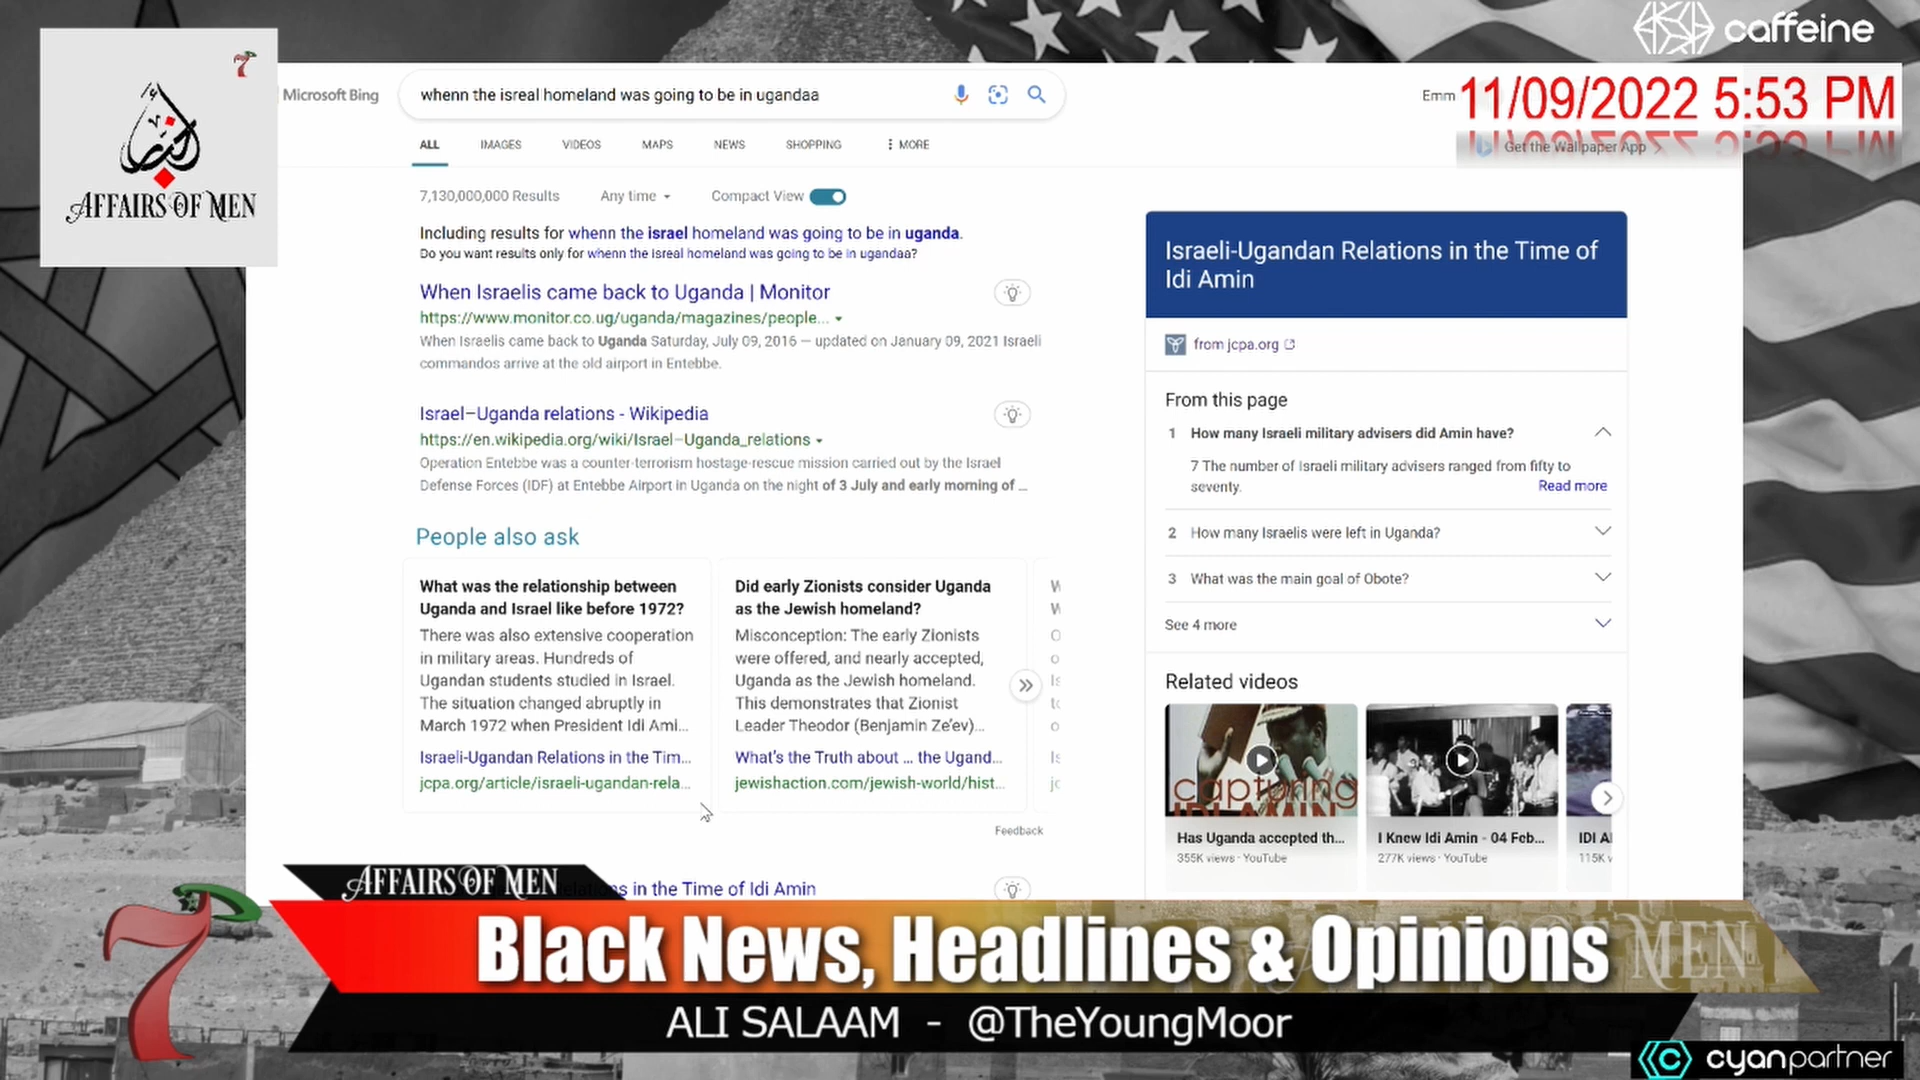 caffeine
AFFAIRS OF MEN
Microsoft Bing
whenn the isreal homeland was going to be in ugandaa
Emm
11/09/2022 5:53 PM
Get the Wallpaper App
ALL IMAGES VIDEOS MAPS NEWS SHOPPING MORE
7,130,000,000 Results Any time Compact View
Including results for whenn the israel homeland was going to be in uganda.
Do you want results only for whenn the isreal homeland was going to be in ugandaa?
When Israelis came back to Uganda | Monitor
https://www.monitor.co.ug/uganda/magazines/people...
When Israelis came back to Uganda Saturday, July 09, 2016 — updated on January 09, 2021 Israeli
commandos arrive at the old airport in Entebbe.
Israel–Uganda relations - Wikipedia
https://en.wikipedia.org/wiki/Israel–Uganda_relations
Operation Entebbe was a counter-terrorism hostage-rescue mission carried out by the Israel
Defense Forces (IDF) at Entebbe Airport in Uganda on the night of 3 July and early morning of ...
People also ask
What was the relationship between
Uganda and Israel like before 1972?
There was also extensive cooperation
in military areas. Hundreds of
Ugandan students studied in Israel.
The situation changed abruptly in
March 1972 when President Idi Ami...
Israeli-Ugandan Relations in the Tim...
jcpa.org/article/israeli-ugandan-rela...
Did early Zionists consider Uganda
as the Jewish homeland?
Misconception: The early Zionists
were offered, and nearly accepted,
Uganda as the Jewish homeland.
This demonstrates that Zionist
Leader Theodor (Benjamin Ze'ev)...
What's the Truth about ... the Ugand...
jewishaction.com/jewish-world/hist...
Feedback
s in the Time of Idi Amin
Israeli-Ugandan Relations in the Time of
Idi Amin
from jcpa.org
From this page
1 How many Israeli military advisers did Amin have?
7 The number of Israeli military advisers ranged from fifty to
seventy. Read more
2 How many Israelis were left in Uganda?
3 What was the main goal of Obote?
See 4 more
Related videos
capturing
IDI AMIN
Has Uganda accepted th...
355K views · YouTube
I Knew Idi Amin - 04 Feb...
277K views · YouTube
IDI A
115K v
AFFAIRS OF MEN
7
Black News, Headlines & Opinions
MEN
ALI SALAAM - @TheYoungMoor
cyanpartner